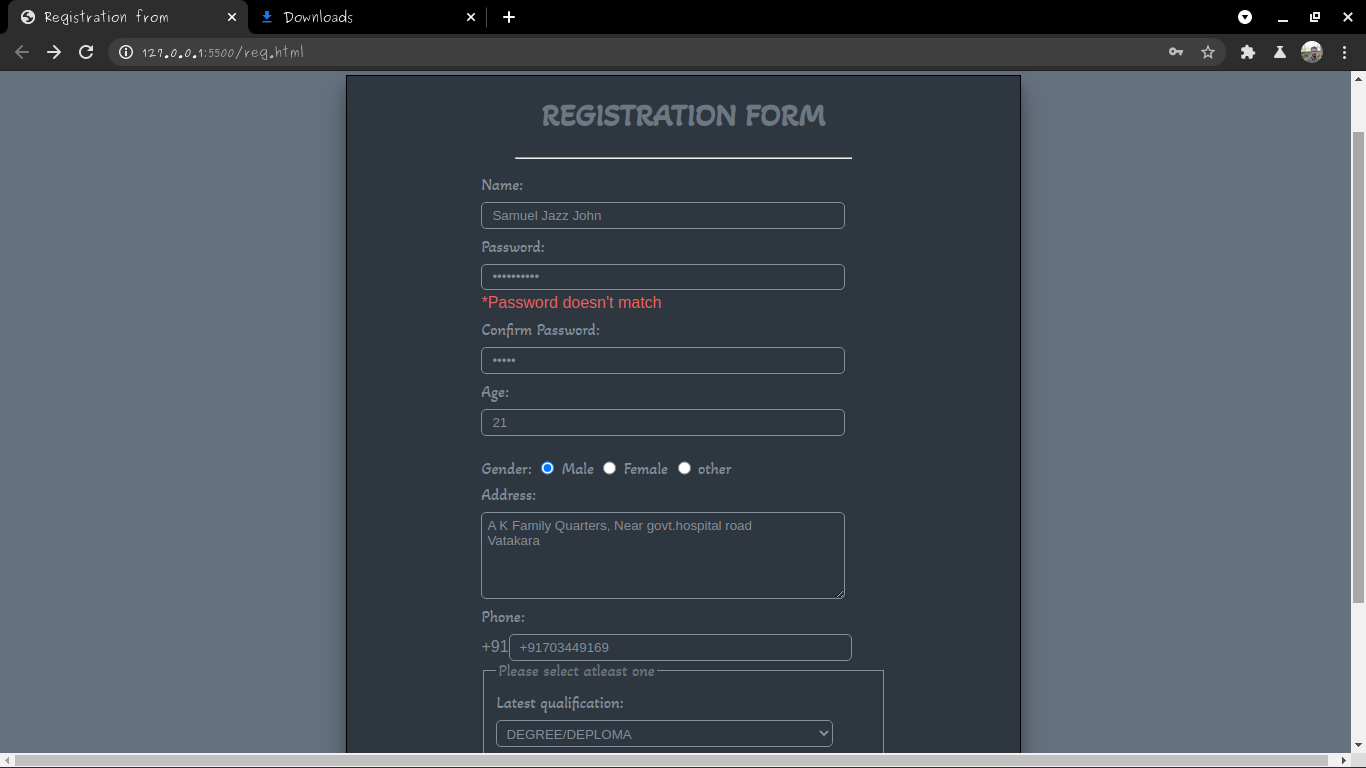 Registration from
Downloads
127.0.0.1:5500/reg.html
REGISTRATION FORM
Name:
Samuel Jazz John
Password:
••••••••••
*Password doesn't match
Confirm Password:
•••••
Age:
21
Gender: Male Female other
Address:
A K Family Quarters, Near govt.hospital road
Vatakara
Phone:
+91 +91703449169
Please select atleast one
Latest qualification:
DEGREE/DEPLOMA